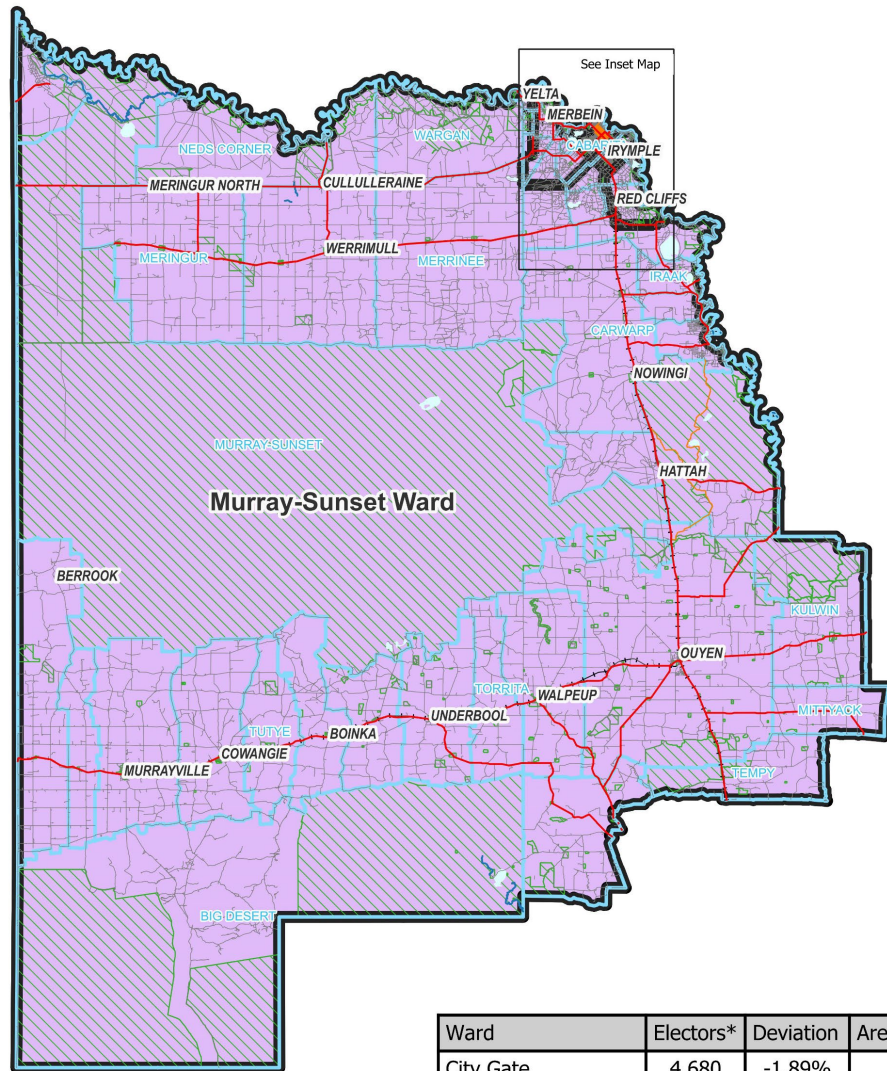 See Inset Map
YELTA
MERBEIN
WARGAN
NEDS CORNER
IRYMPLE
MERINGUR NORTH
CULLULLERAINE
RED CLIFFS
WERRIMULL
MERINGUR
MERRINEE
IRAAK
CARWARP
NOWINGI
MURRAY-SUNSET
HATTAH
Murray-Sunset Ward
BERROOK
KULWIN
OUYEN
TORRITA
WALPEUP
UNDERBOOL
MITTYACK
TUTYE
BOINKA
COWANGIE
MURRAYVILLE
TEMPY
BIG DESERT
Ward Electors* Deviation Are
City Gate 4,680 -1.89%